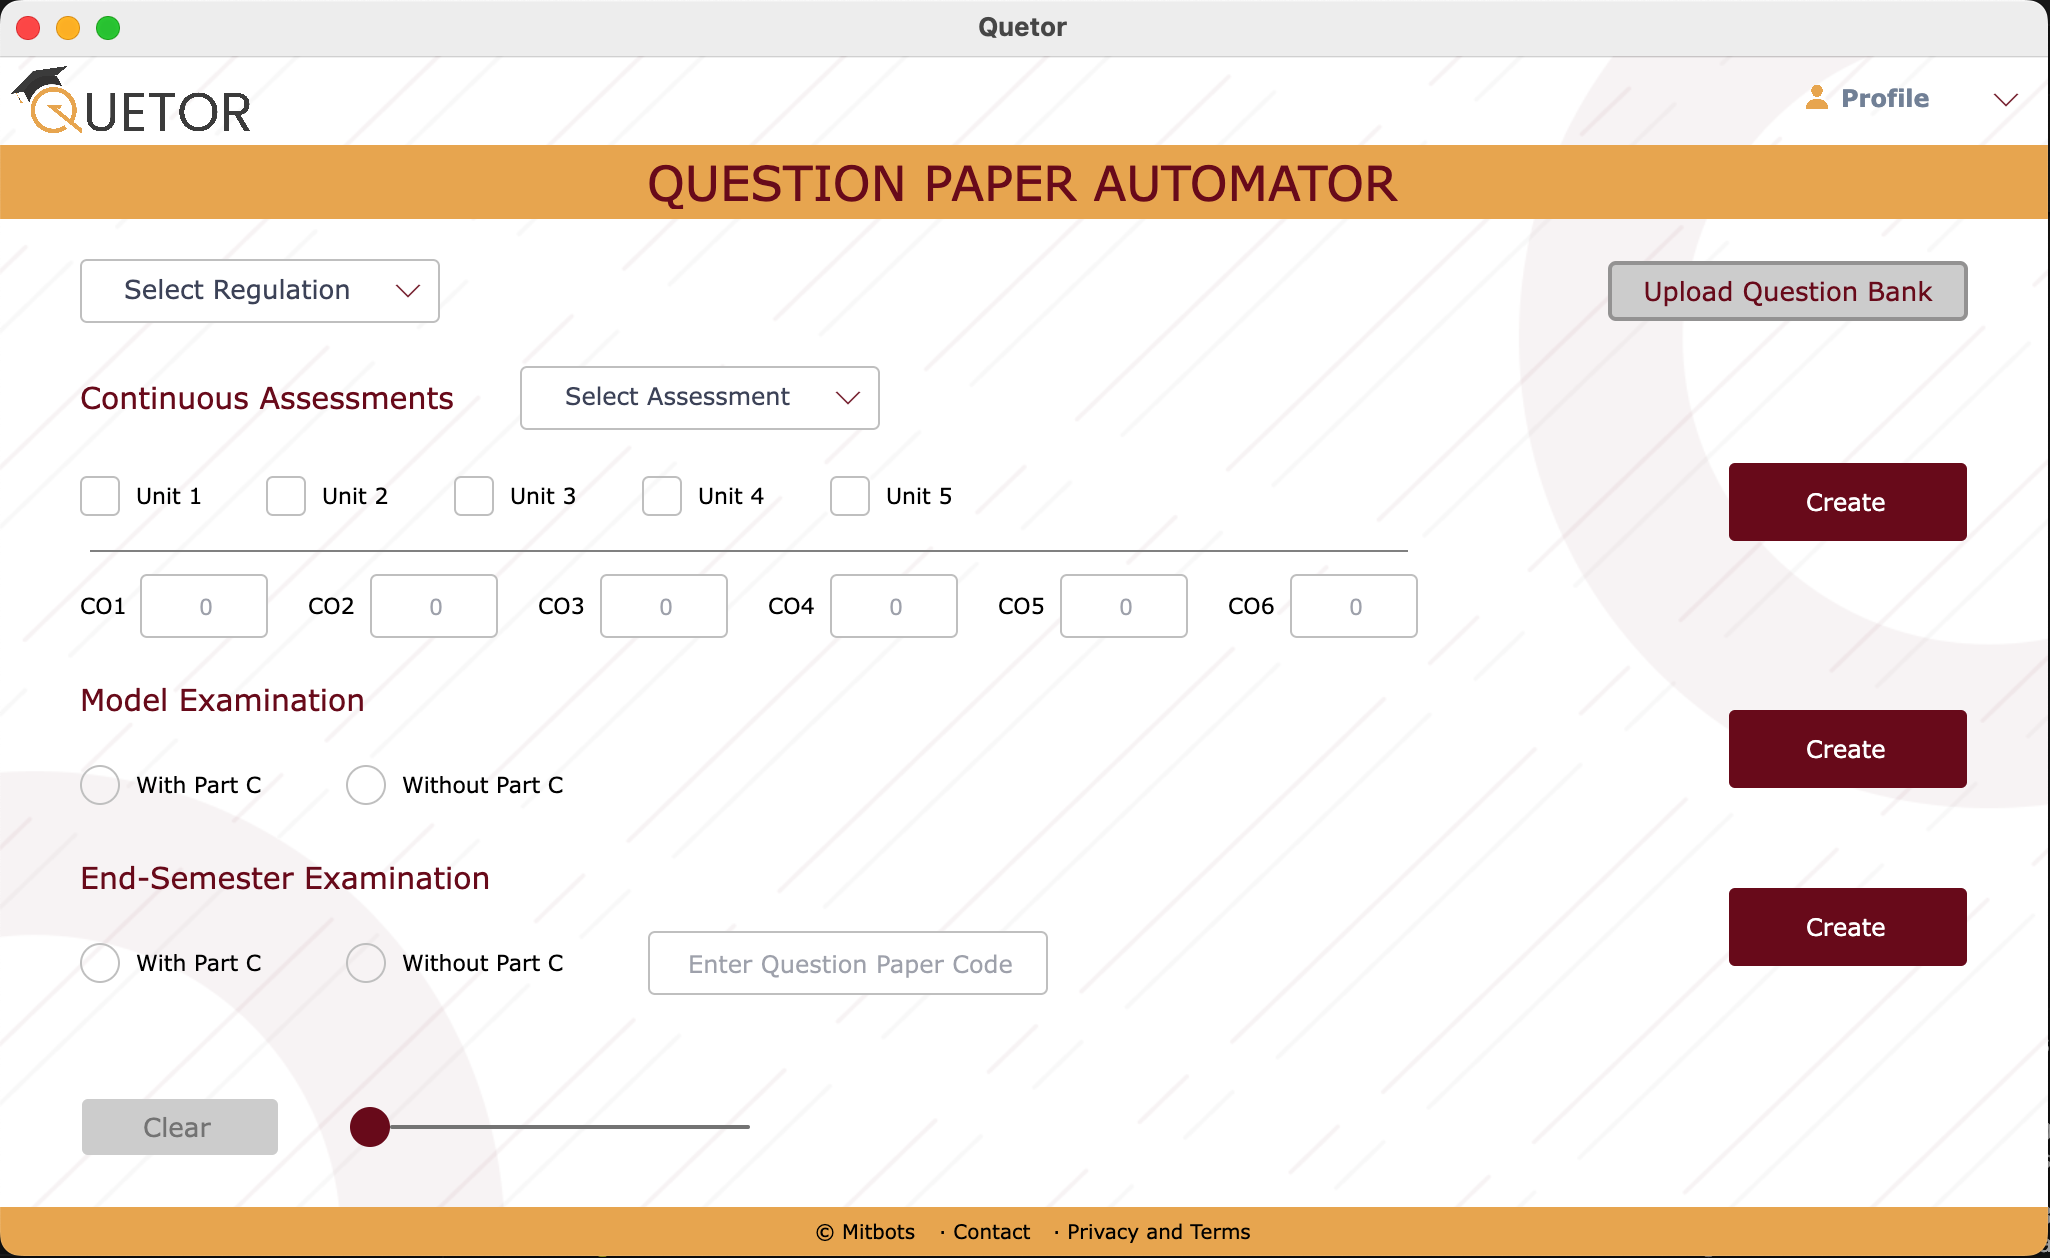 Quetor
QUETOR
Profile
QUESTION PAPER AUTOMATOR
Select Regulation
Upload Question Bank
Continuous Assessments
Select Assessment
Unit 1 Unit 2 Unit 3 Unit 4 Unit 5
Create
CO1 0 CO2 0 CO3 0 CO4 0 CO5 0 CO6 0
Model Examination
Create
With Part C Without Part C
End-Semester Examination
Create
With Part C Without Part C Enter Question Paper Code
Clear
© Mitbots · Contact · Privacy and Terms